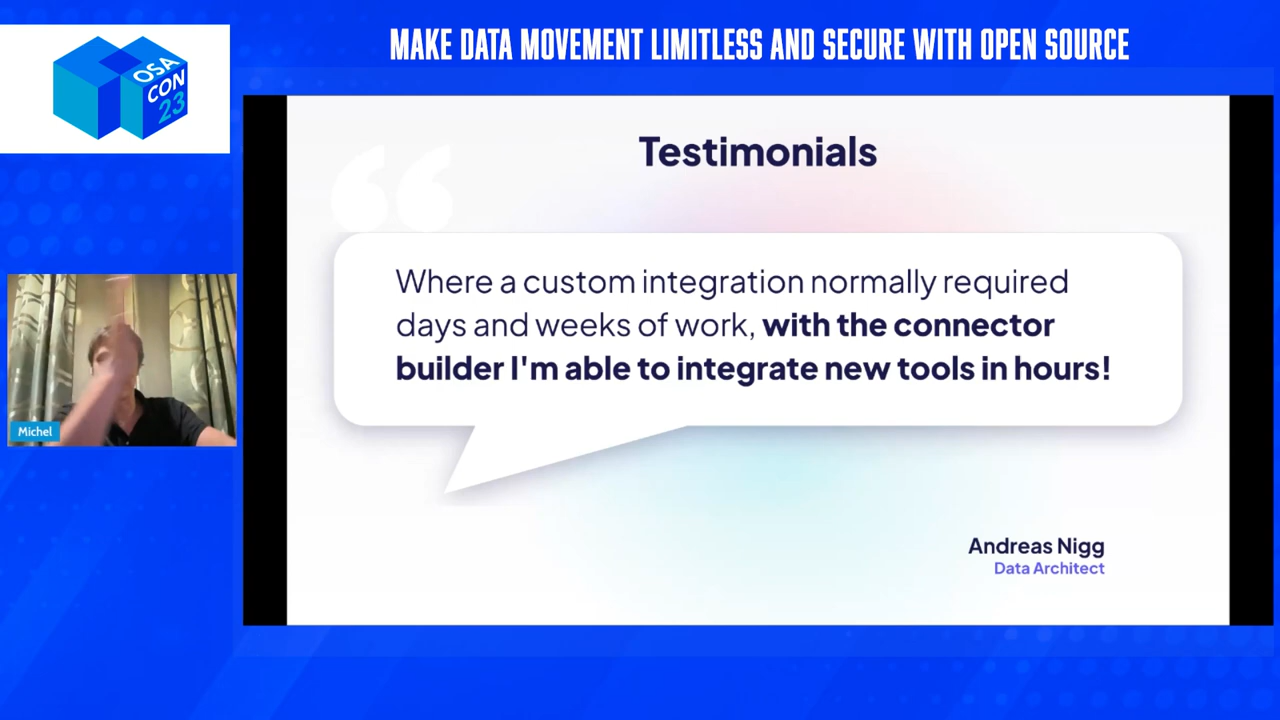 MAKE DATA MOVEMENT LIMITLESS AND SECURE WITH OPEN SOURCE
OSA
CON
23
Testimonials
Where a custom integration normally required
days and weeks of work, with the connector
builder I'm able to integrate new tools in hours!
Michel
Andreas Nigg
Data Architect